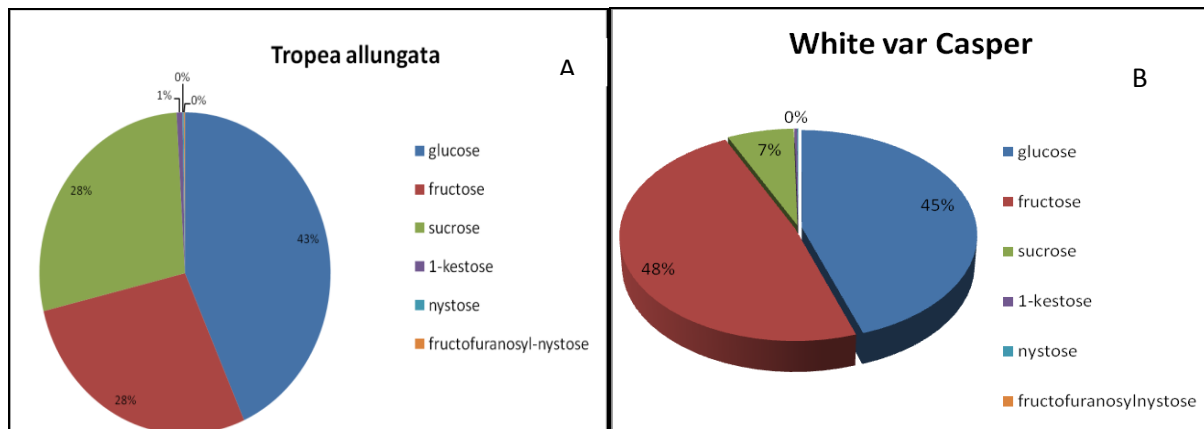 Tropea allungata
A
0%
1%
0%
28%
43%
28%
glucose
fructose
sucrose
1-kestose
nystose
fructofuranosyl-nystose
White var Casper
B
0%
7%
45%
48%
glucose
fructose
sucrose
1-kestose
nystose
fructofuranosylnystose